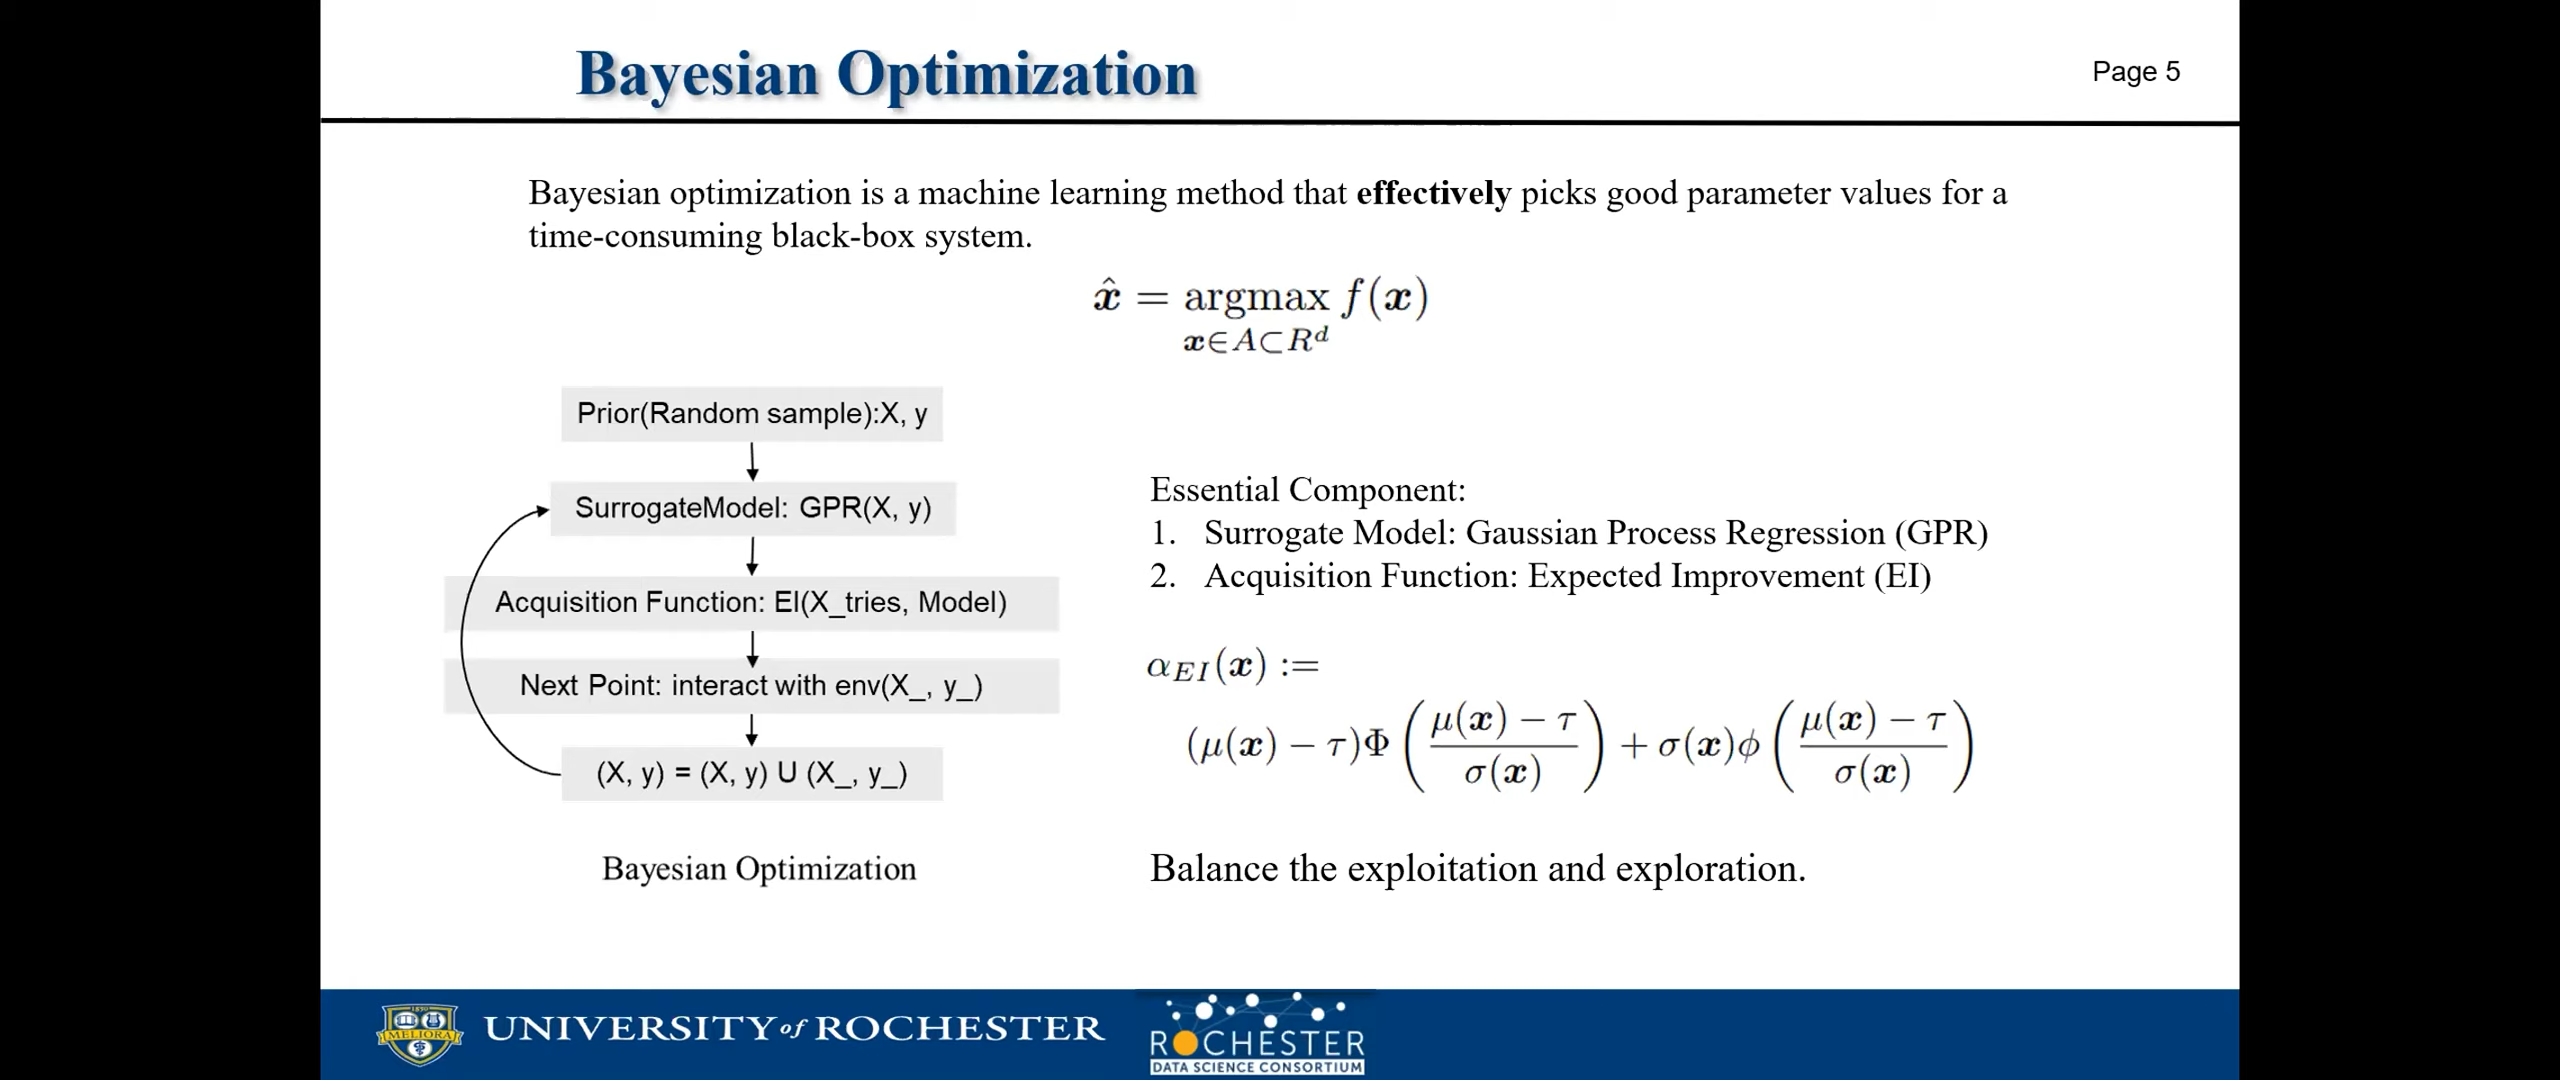 Bayesian Optimization
Page 5
Bayesian optimization is a machine learning method that effectively picks good parameter values for a
time-consuming black-box system.
x̂ = argmax f(x)
x∈A⊂R^d
Prior(Random sample):X, y
SurrogateModel: GPR(X, y)
Acquisition Function: EI(X_tries, Model)
Next Point: interact with env(X_, y_)
(X, y) = (X, y) U (X_, y_)
Bayesian Optimization
Essential Component:
1. Surrogate Model: Gaussian Process Regression (GPR)
2. Acquisition Function: Expected Improvement (EI)
α_EI(x) :=
(μ(x) − τ)Φ((μ(x) − τ)/σ(x)) + σ(x)ϕ((μ(x) − τ)/σ(x))
Balance the exploitation and exploration.
MELIORA
UNIVERSITY of ROCHESTER
ROCHESTER
DATA SCIENCE CONSORTIUM